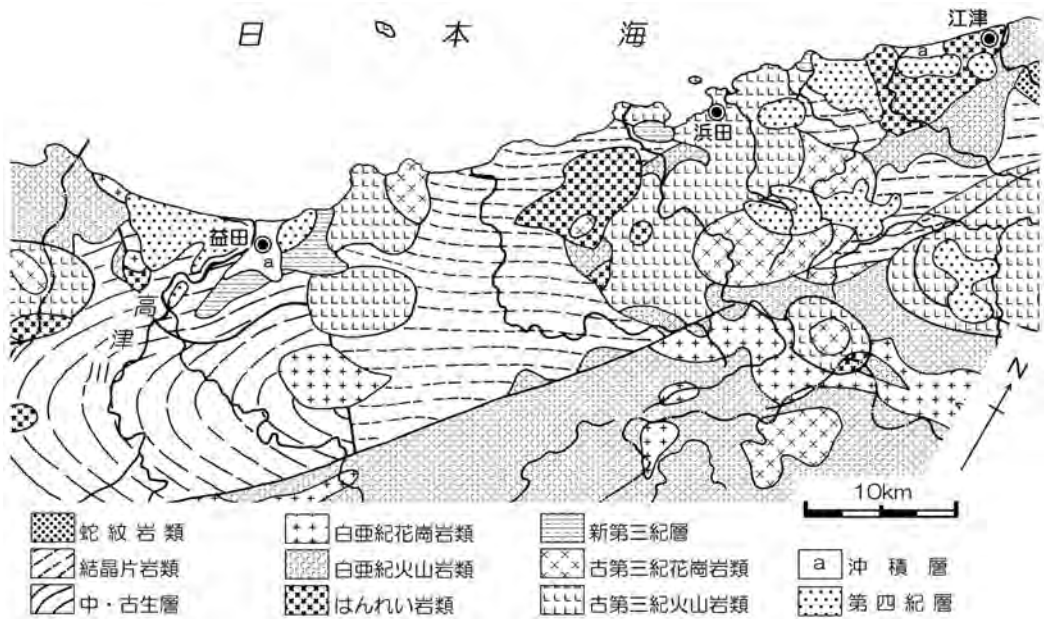 日本海
江津
a
浜田
益田
a
高津川
N
10km
蛇紋岩類
結晶片岩類
中・古生層
白亜紀花崗岩類
白亜紀火山岩類
はんれい岩類
新第三紀層
古第三紀花崗岩類
古第三紀火山岩類
a 沖積層
第四紀層